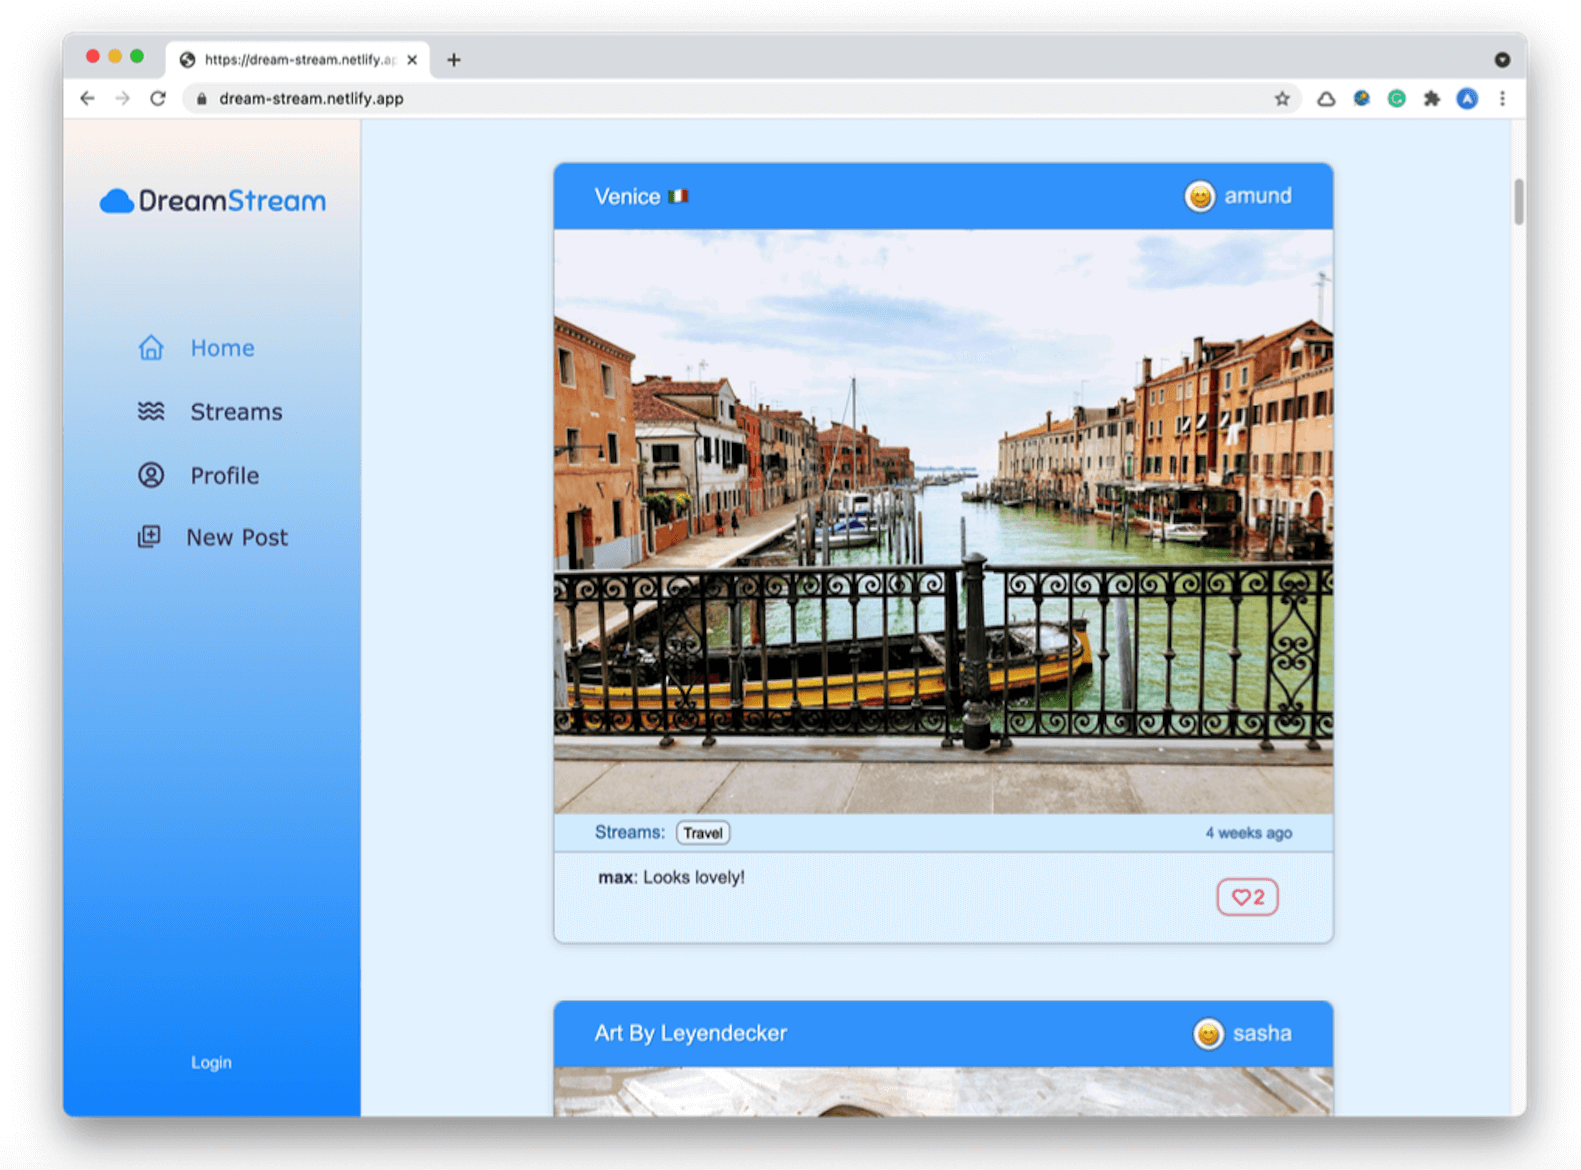 https://dream-stream.netlify.ap
dream-stream.netlify.app
A
DreamStream
Home
Streams
Profile
New Post
Login
Venice 🇮🇹
amund
Streams: Travel
4 weeks ago
max: Looks lovely!
2
Art By Leyendecker
sasha